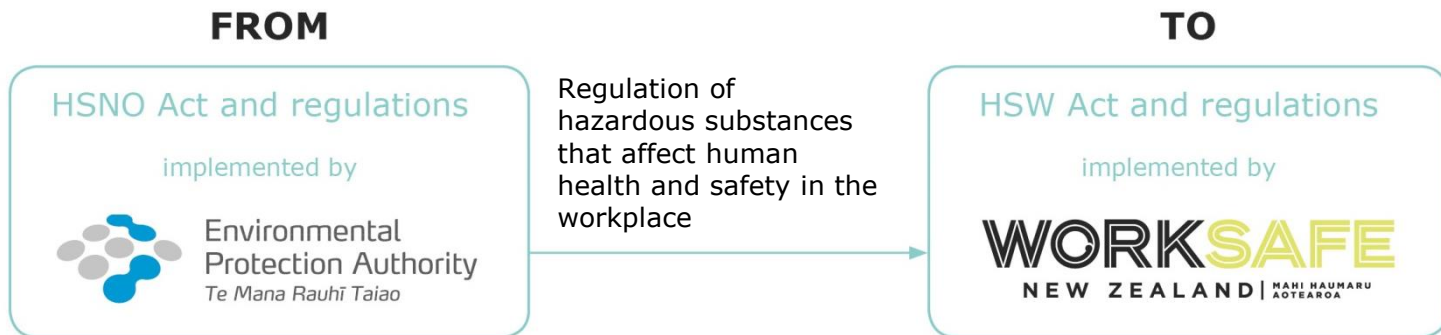 FROM
TO
HSNO Act and regulations
implemented by
Environmental
Protection Authority
Te Mana Rauhī Taiao
Regulation of
hazardous substances
that affect human
health and safety in the
workplace
HSW Act and regulations
implemented by
WORKSAFE
NEW ZEALAND | MAHI HAUMARU
AOTEAROA